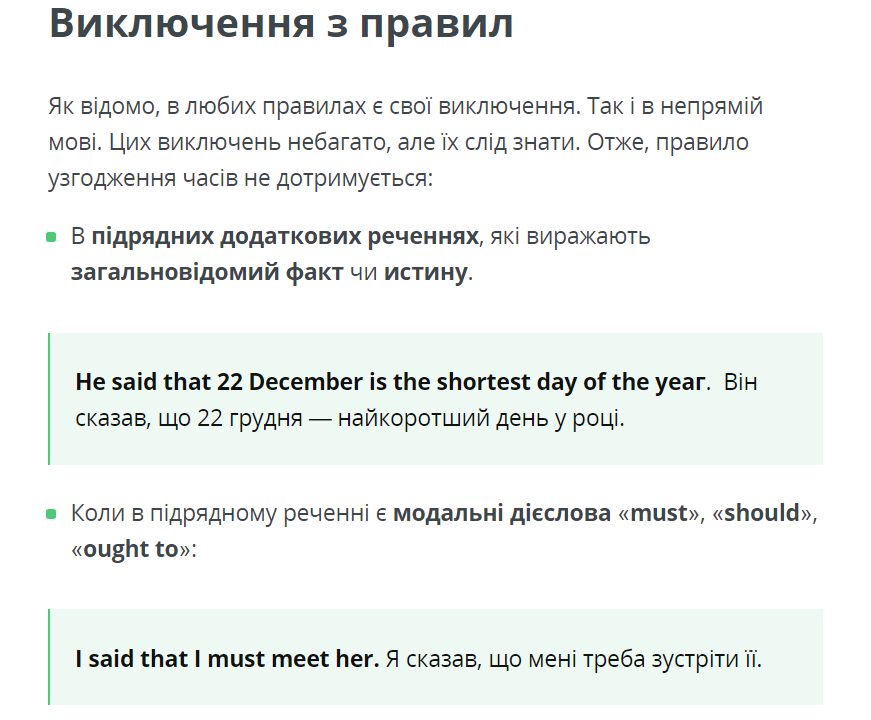 Виключення з правил
Як відомо, в любих правилах є свої виключення. Так і в непрямій
мові. Цих виключень небагато, але їх слід знати. Отже, правило
узгодження часів не дотримується:
В підрядних додаткових реченнях, які виражають
загальновідомий факт чи истину.
He said that 22 December is the shortest day of the yeaг. Він
сказав, що 22 грудня — найкоротший день у році.
Коли в підрядному реченні є модальні дієслова «must», «should»,
«ought to»:
I said that I must meet her. Я сказав, що мені треба зустріти її.